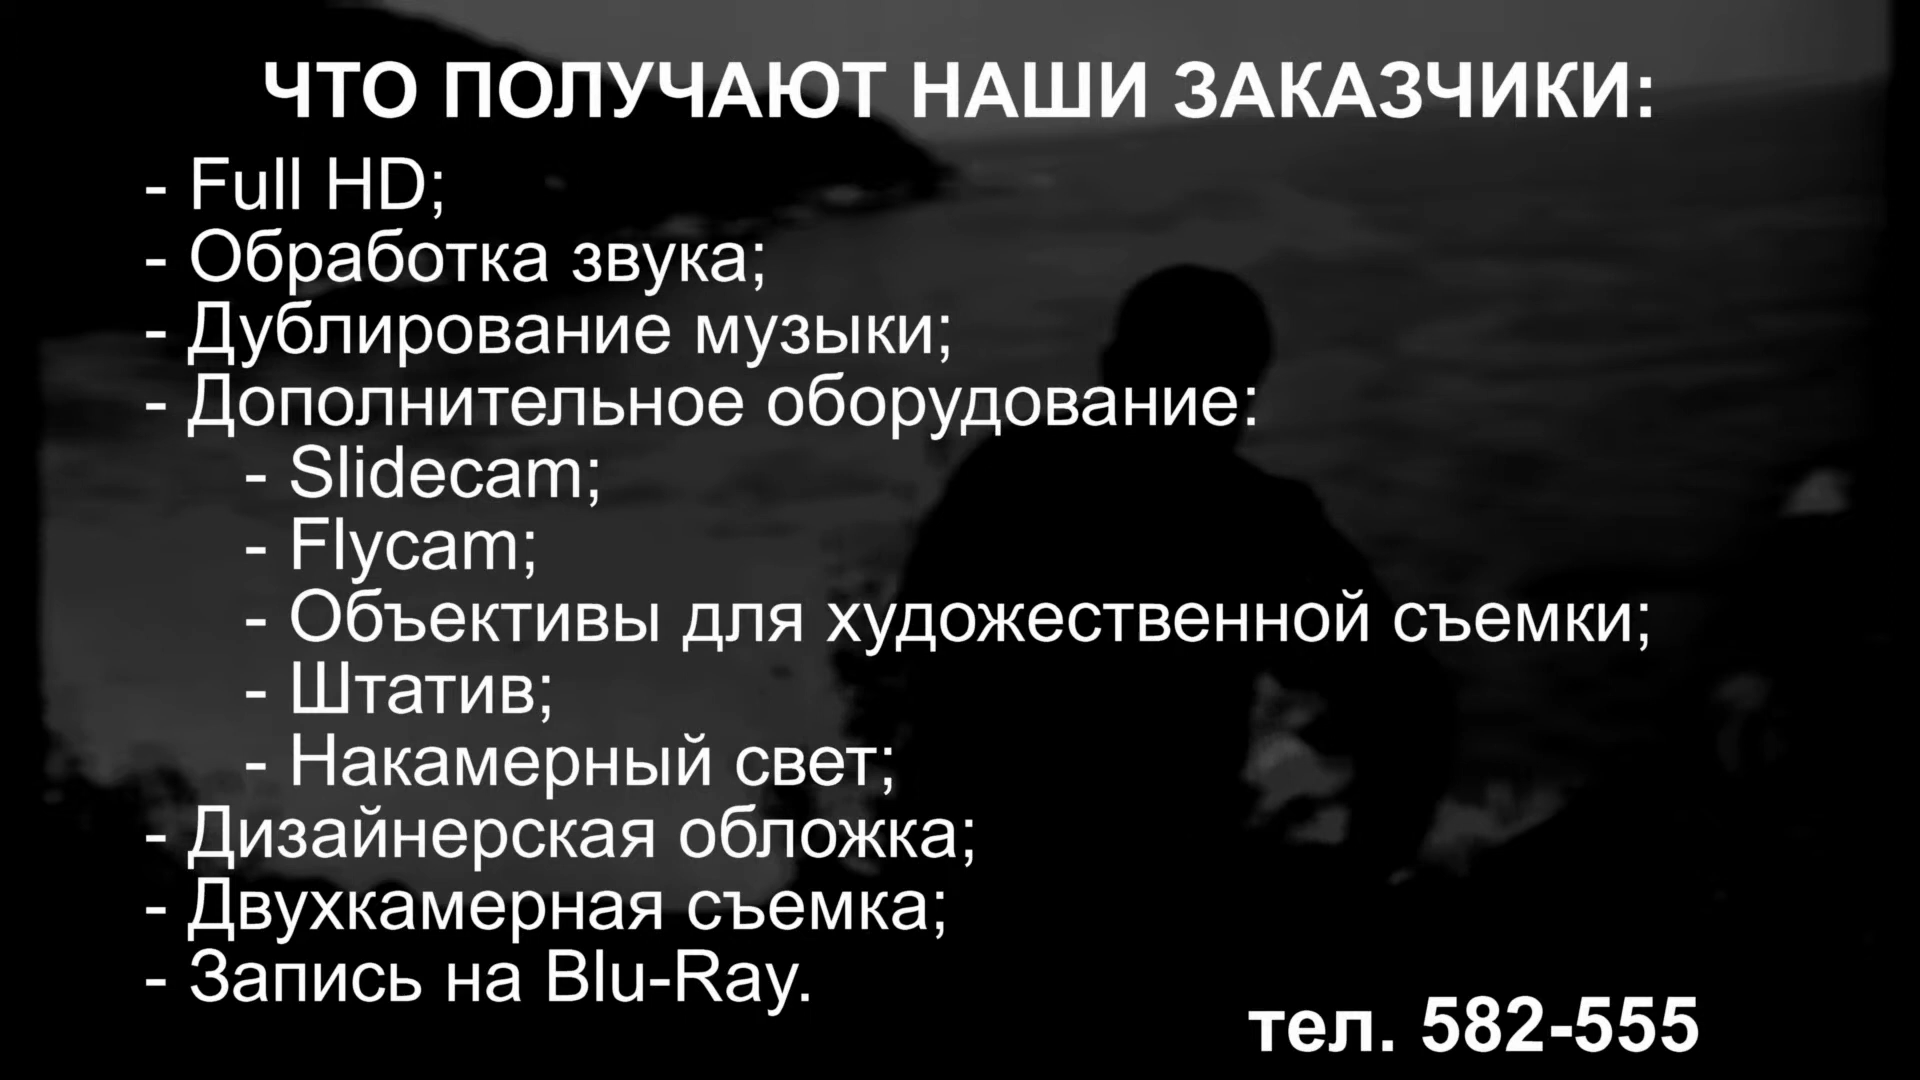 ЧТО ПОЛУЧАЮТ НАШИ ЗАКАЗЧИКИ:
- Full HD;
- Обработка звука;
- Дублирование музыки;
- Дополнительное оборудование:
- Slidecam;
- Flycam;
- Объективы для художественной съемки;
- Штатив;
- Накамерный свет;
- Дизайнерская обложка;
- Двухкамерная съемка;
- Запись на Blu-Ray.
тел. 582-555